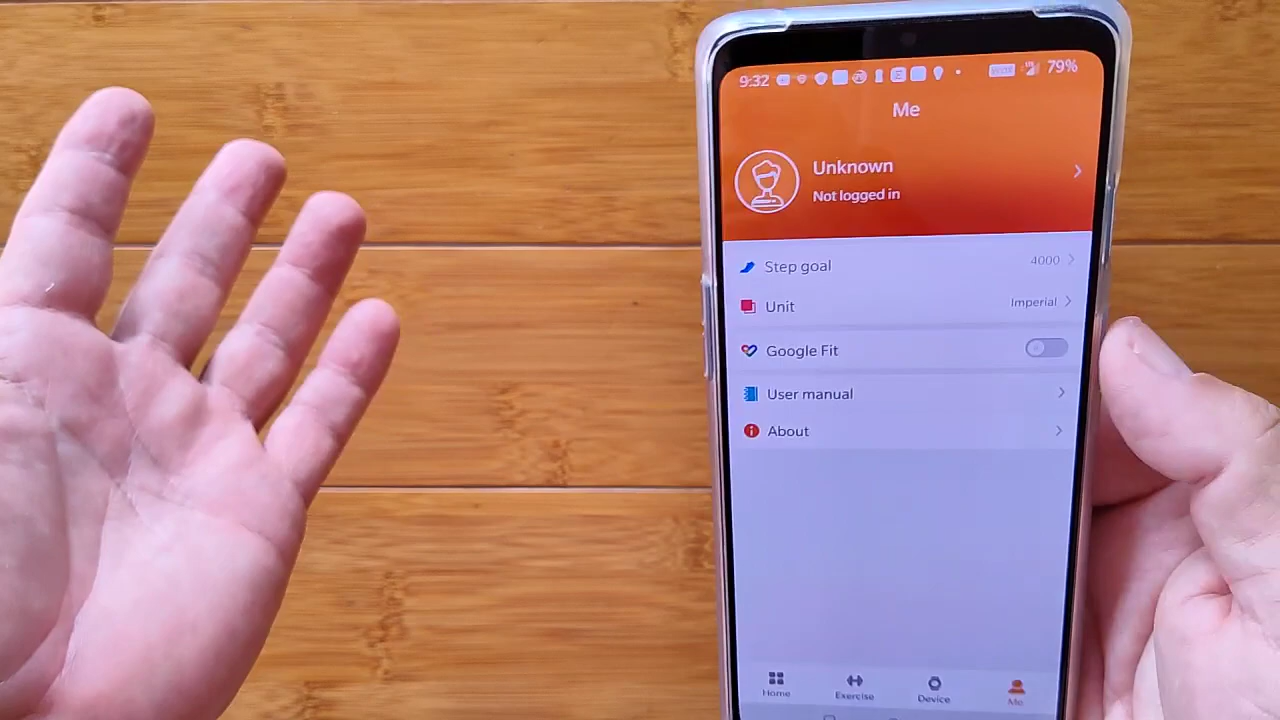 9:32 79%
Me
Unknown
Not logged in
Step goal 4000
Unit Imperial
Google Fit
User manual
About
Home Exercise Device Me